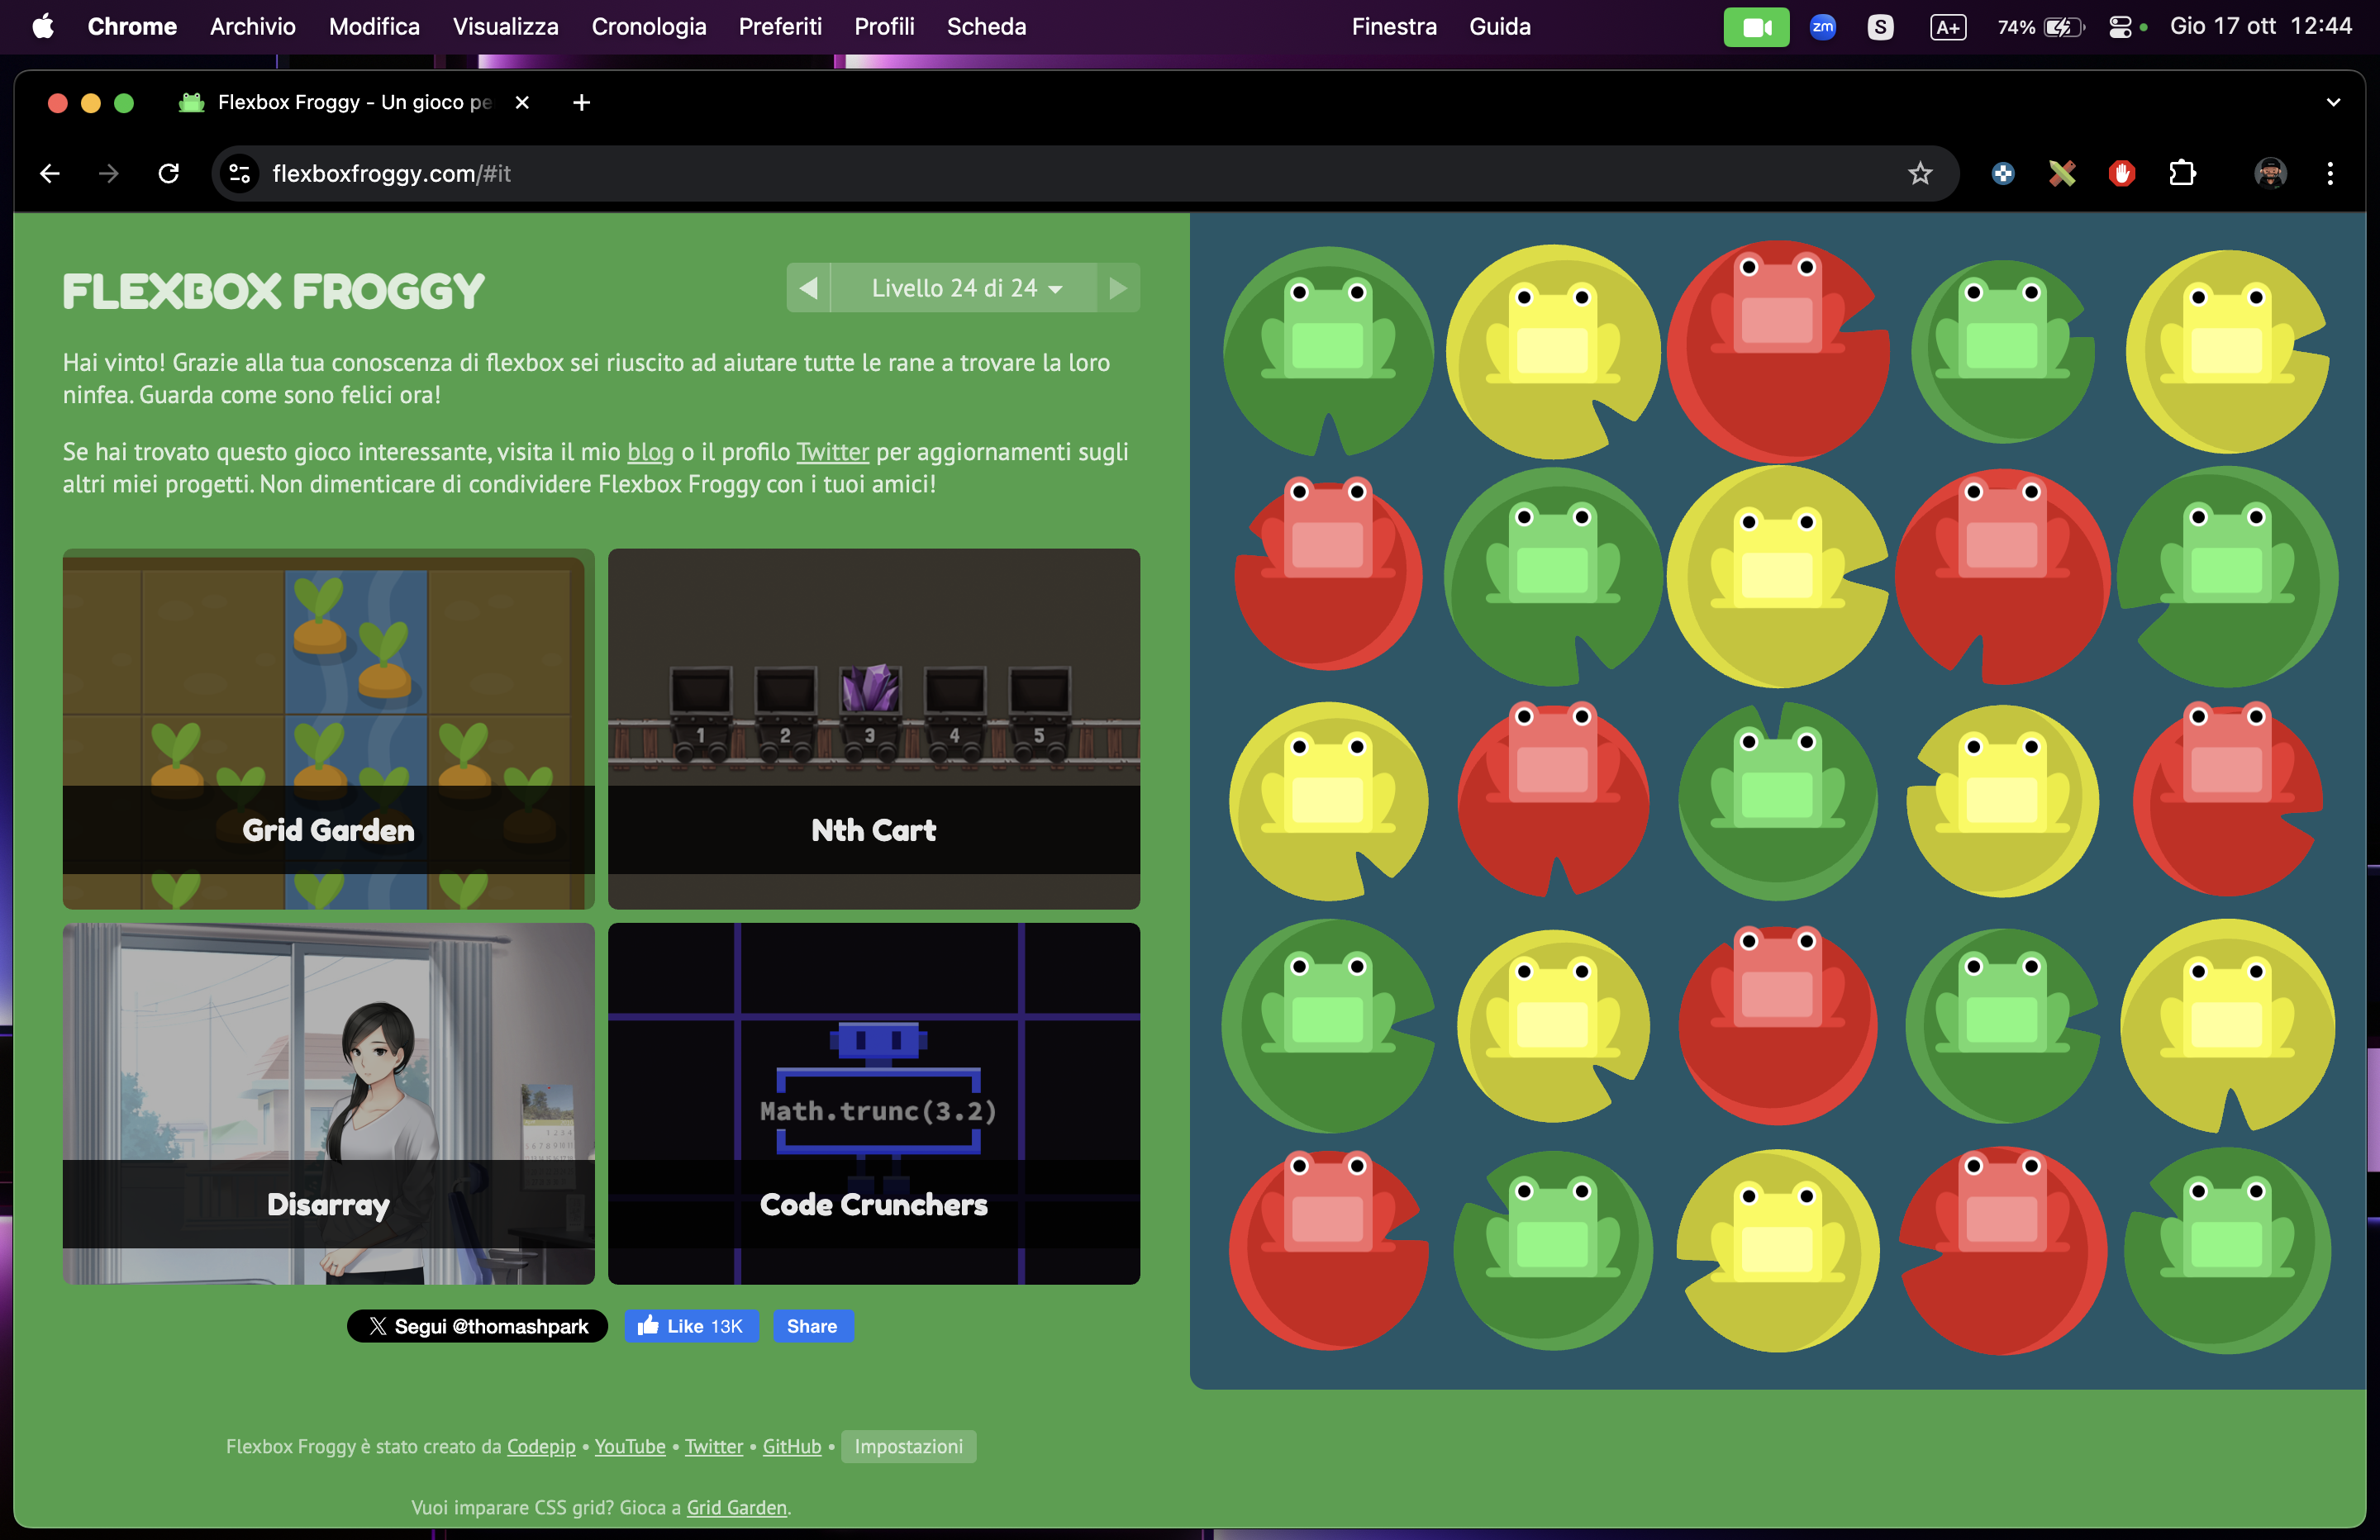 Chrome Archivio Modifica Visualizza Cronologia Preferiti Profili Scheda Finestra Guida zm S A+ 74% Gio 17 ott 12:44
Flexbox Froggy - Un gioco pe
flexboxfroggy.com/#it
FLEXBOX FROGGY
Livello 24 di 24
Hai vinto! Grazie alla tua conoscenza di flexbox sei riuscito ad aiutare tutte le rane a trovare la loro
ninfea. Guarda come sono felici ora!
Se hai trovato questo gioco interessante, visita il mio blog o il profilo Twitter per aggiornamenti sugli
altri miei progetti. Non dimenticare di condividere Flexbox Froggy con i tuoi amici!
Grid Garden
1 2 3 4 5
Nth Cart
Disarray
Math.trunc(3.2)
Code Crunchers
Segui @thomashpark
Like 13K
Share
Flexbox Froggy è stato creato da Codepip • YouTube • Twitter • GitHub • Impostazioni
Vuoi imparare CSS grid? Gioca a Grid Garden.